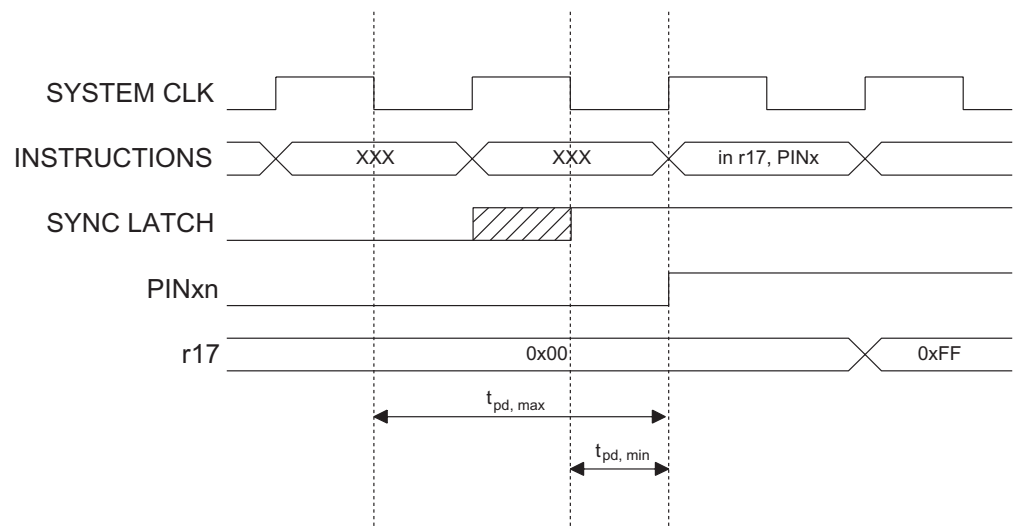 SYSTEM CLK
INSTRUCTIONS XXX XXX in r17, PINx
SYNC LATCH
PINxn
r17 0x00 0xFF
tpd, max
tpd, min